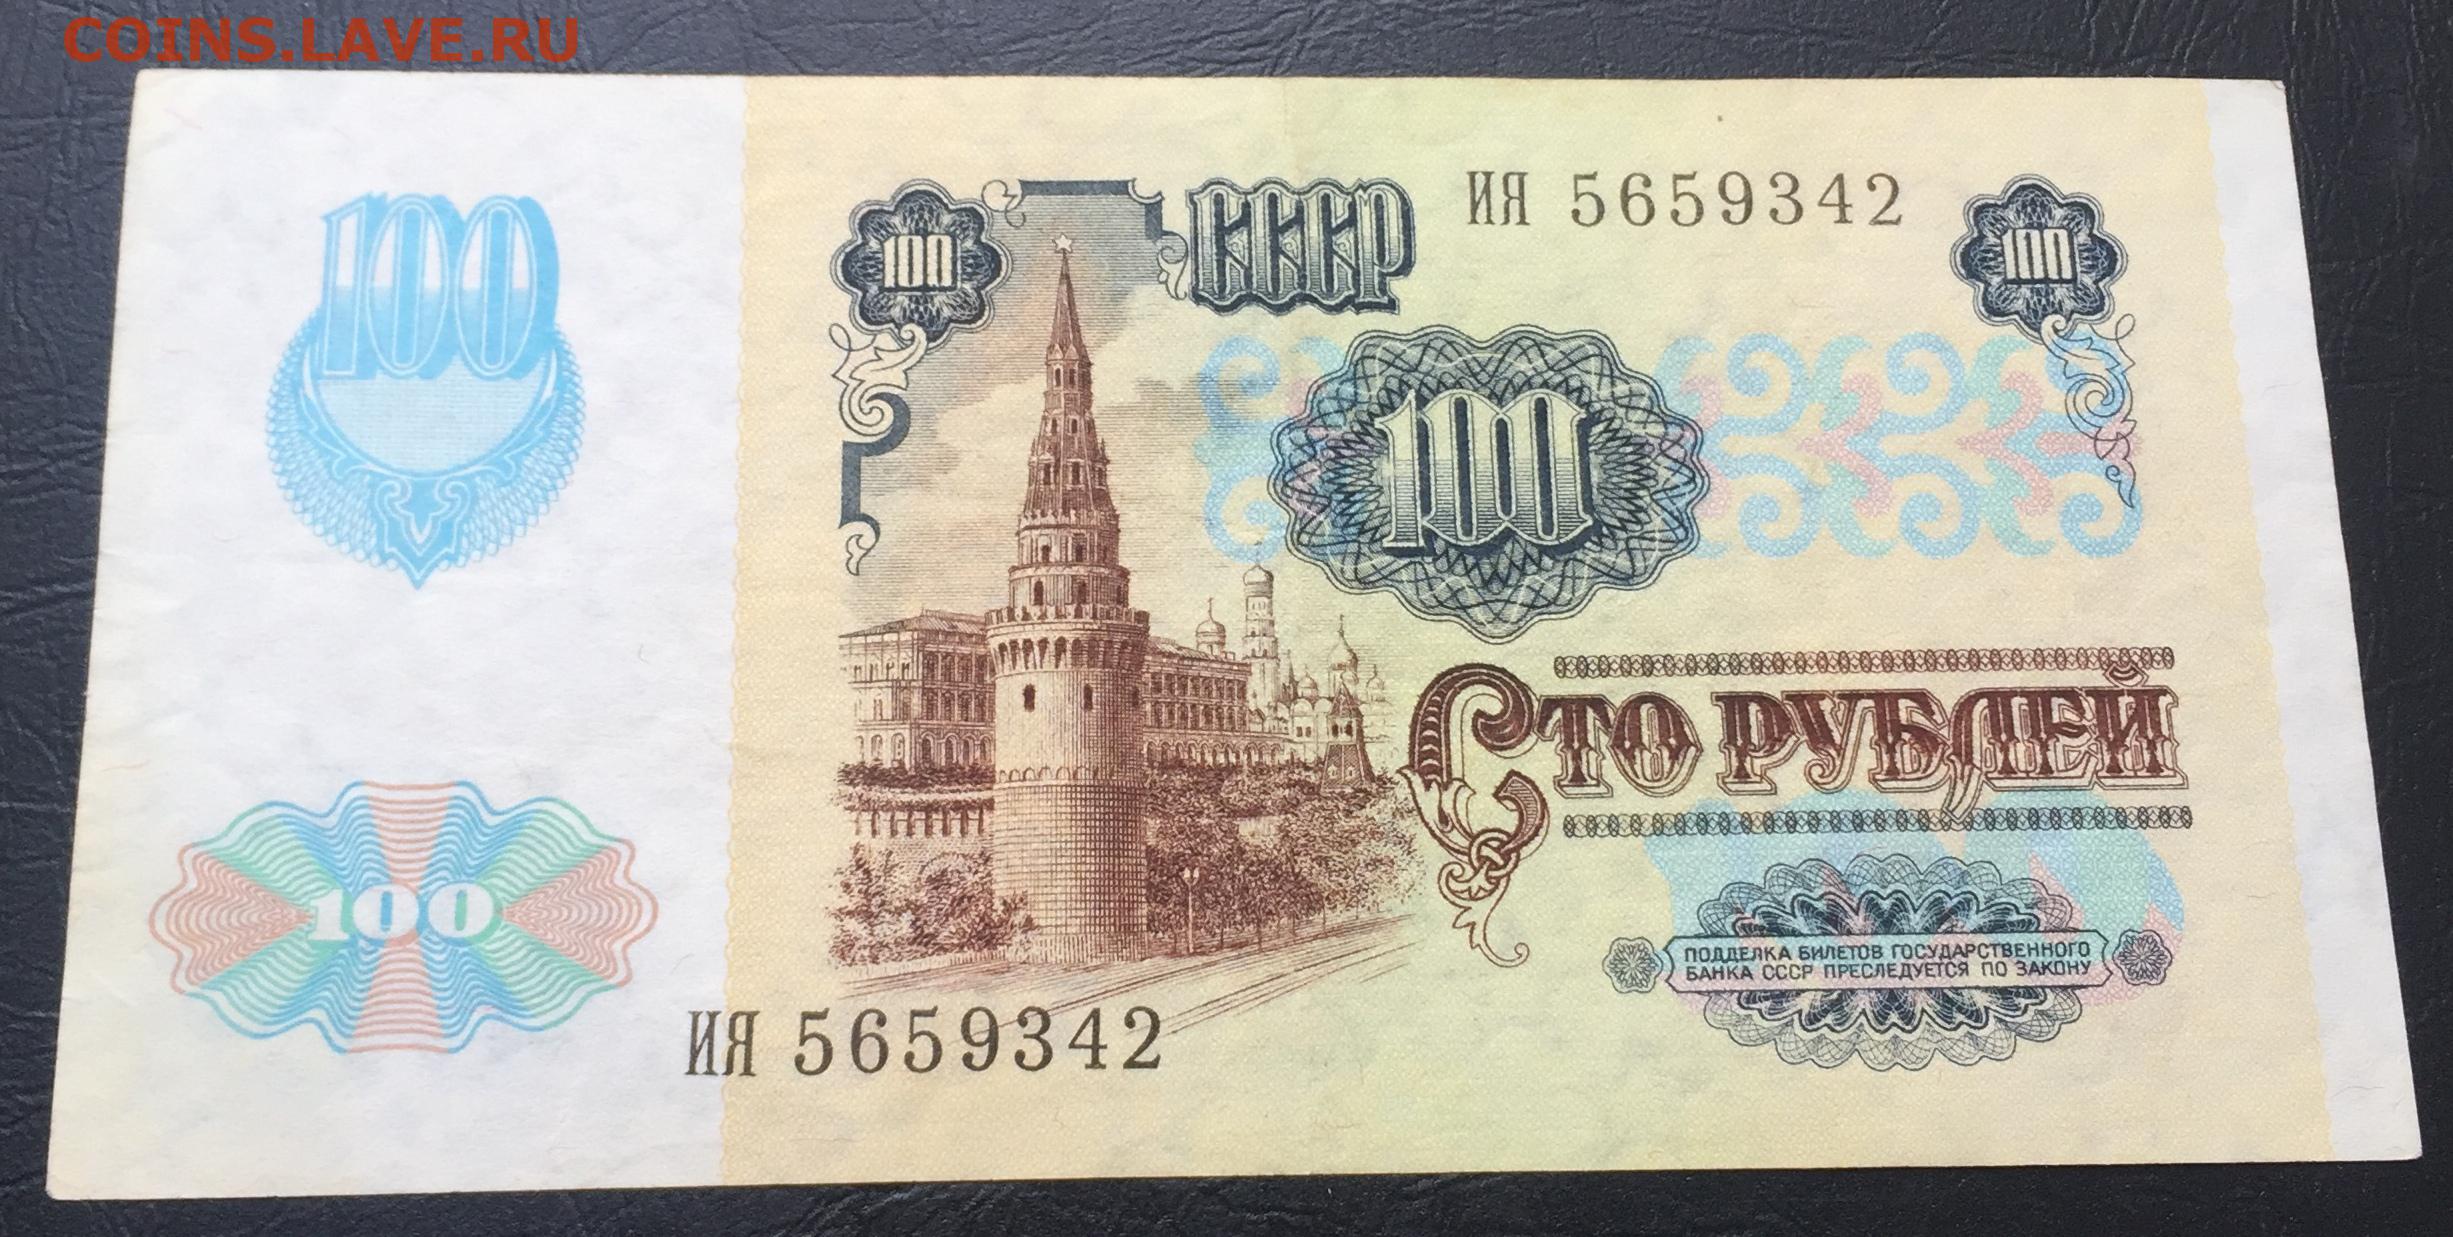 COINS.LAVE.RU
100
100
СССР
ИЯ 5659342
100
100
СТО РУБЛЕЙ
100
ПОДДЕЛКА БИЛЕТОВ ГОСУДАРСТВЕННОГО
БАНКА СССР ПРЕСЛЕДУЕТСЯ ПО ЗАКОНУ
ИЯ 5659342